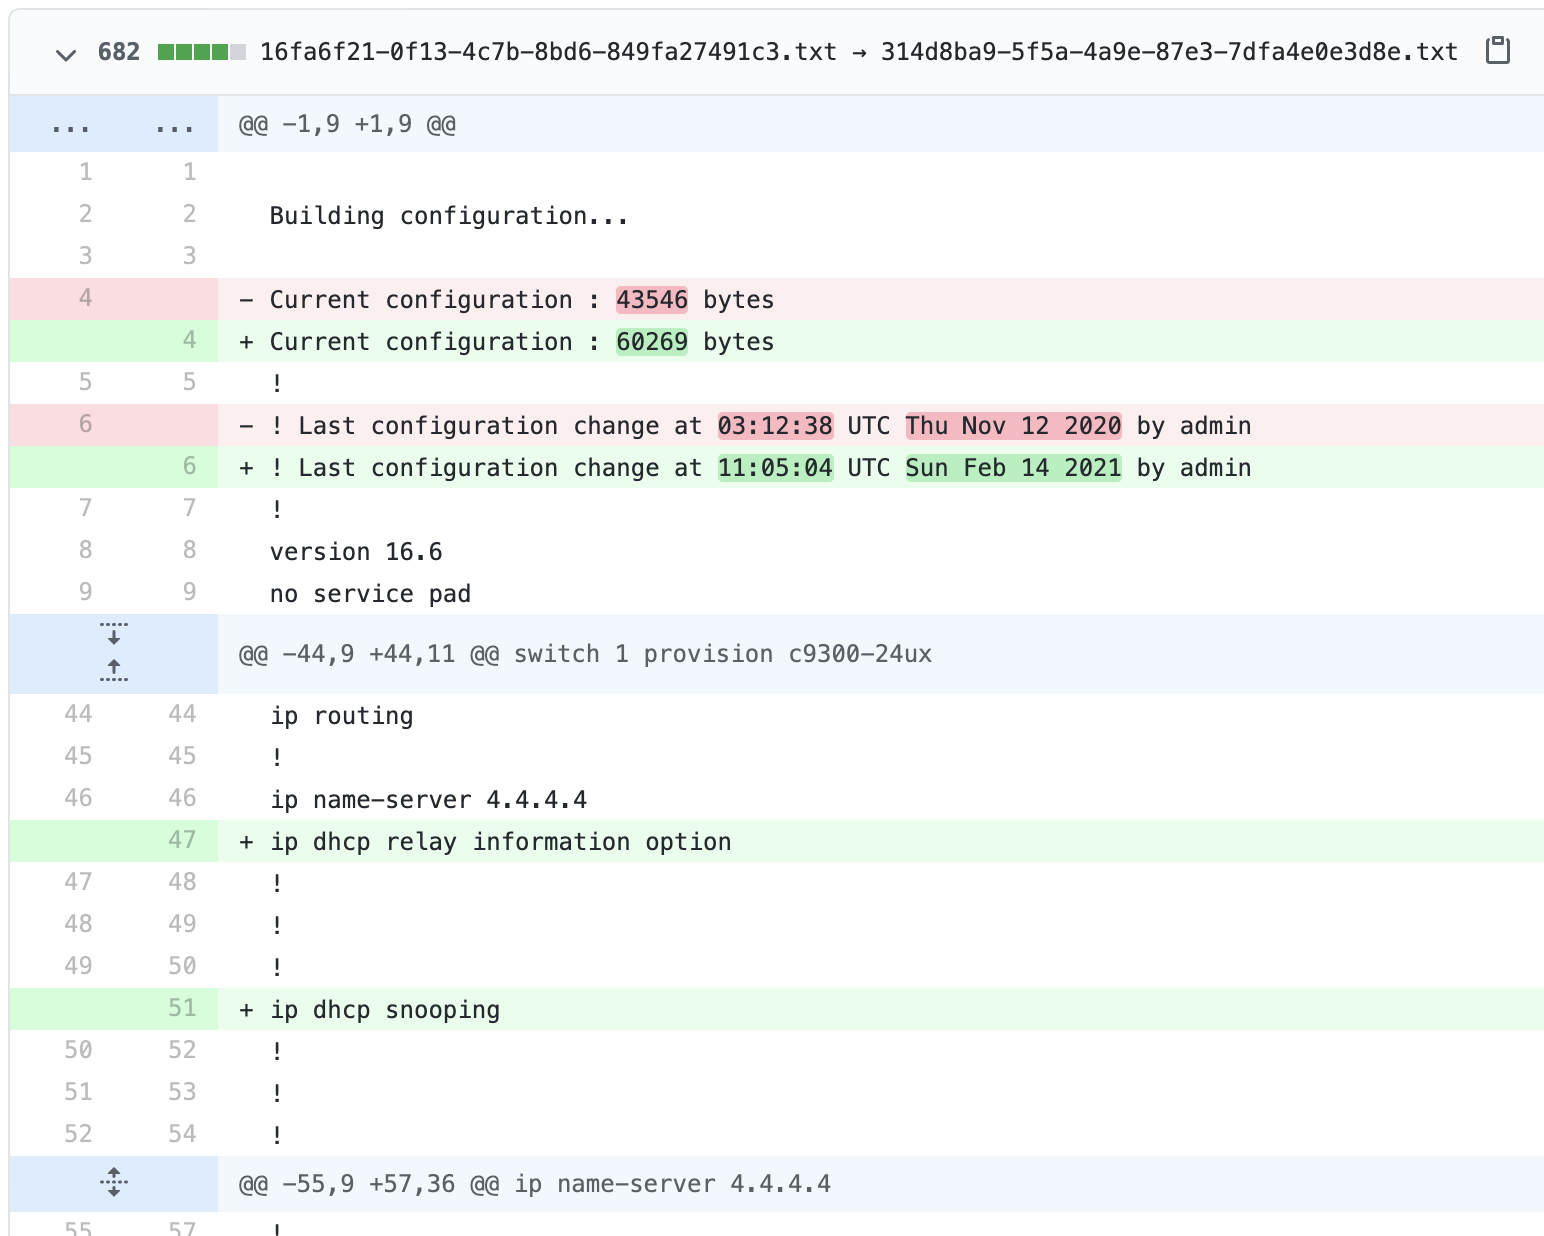 682 16fa6f21-0f13-4c7b-8bd6-849fa27491c3.txt → 314d8ba9-5f5a-4a9e-87e3-7dfa4e0e3d8e.txt
... ... @@ -1,9 +1,9 @@
1 1
2 2 Building configuration...
3 3
4 - Current configuration : 43546 bytes
4 + Current configuration : 60269 bytes
5 5 !
6 - ! Last configuration change at 03:12:38 UTC Thu Nov 12 2020 by admin
6 + ! Last configuration change at 11:05:04 UTC Sun Feb 14 2021 by admin
7 7 !
8 8 version 16.6
9 9 no service pad
@@ -44,9 +44,11 @@ switch 1 provision c9300-24ux
44 44 ip routing
45 45 !
46 46 ip name-server 4.4.4.4
47 + ip dhcp relay information option
47 48 !
48 49 !
49 50 !
51 + ip dhcp snooping
50 52 !
51 53 !
52 54 !
@@ -55,9 +57,36 @@ ip name-server 4.4.4.4
55 57 !